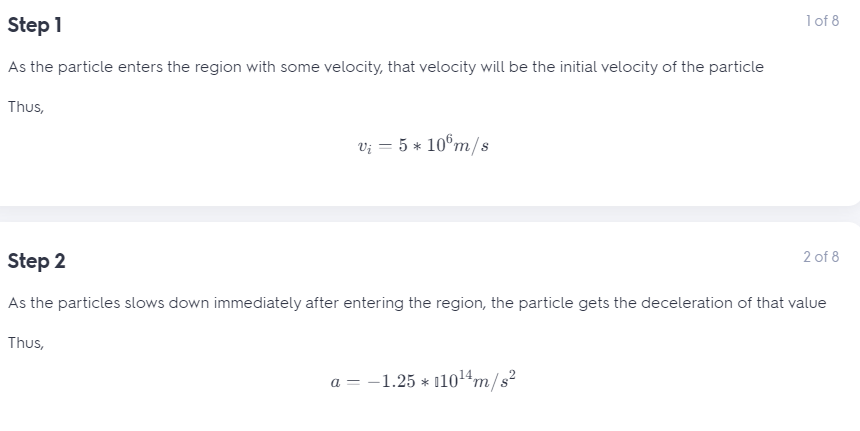 Step 1
1 of 8
As the particle enters the region with some velocity, that velocity will be the initial velocity of the particle
Thus,
v_i = 5 * 10^6 m/s
Step 2
2 of 8
As the particles slows down immediately after entering the region, the particle gets the deceleration of that value
Thus,
a = −1.25 * 10^14 m/s^2